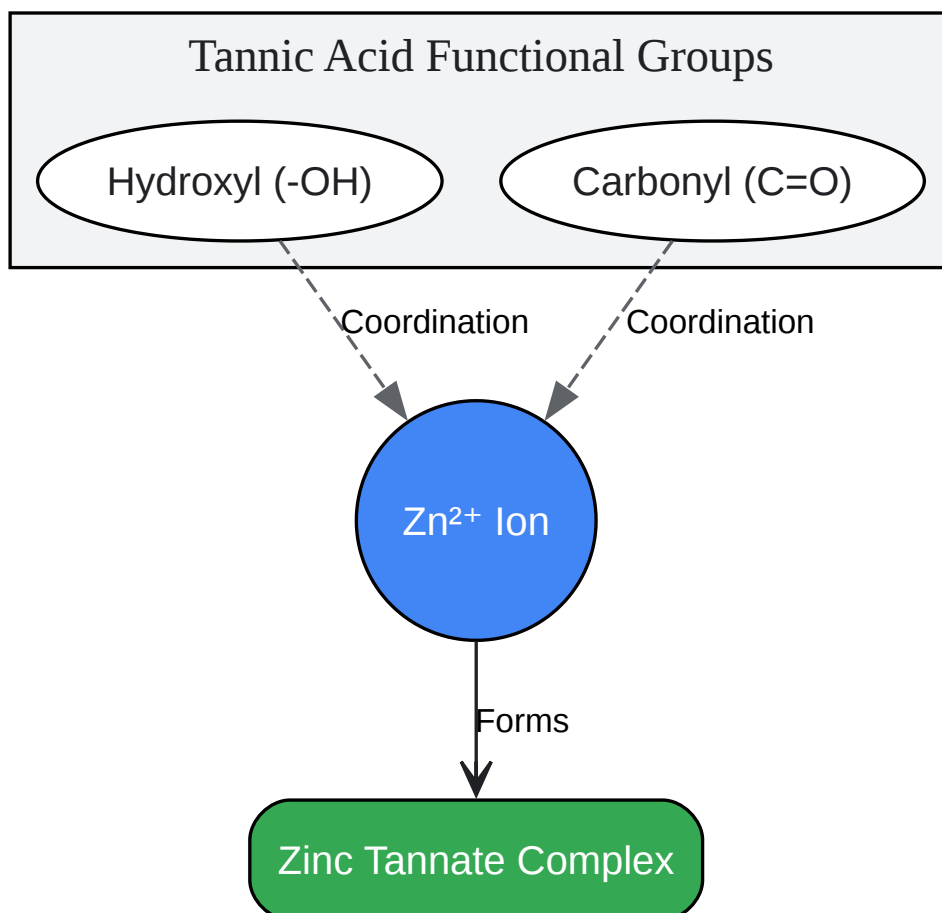 Tannic Acid Functional Groups
Hydroxyl (-OH)
Carbonyl (C=O)
Coordination
Coordination
Zn²⁺ Ion
Forms
Zinc Tannate Complex